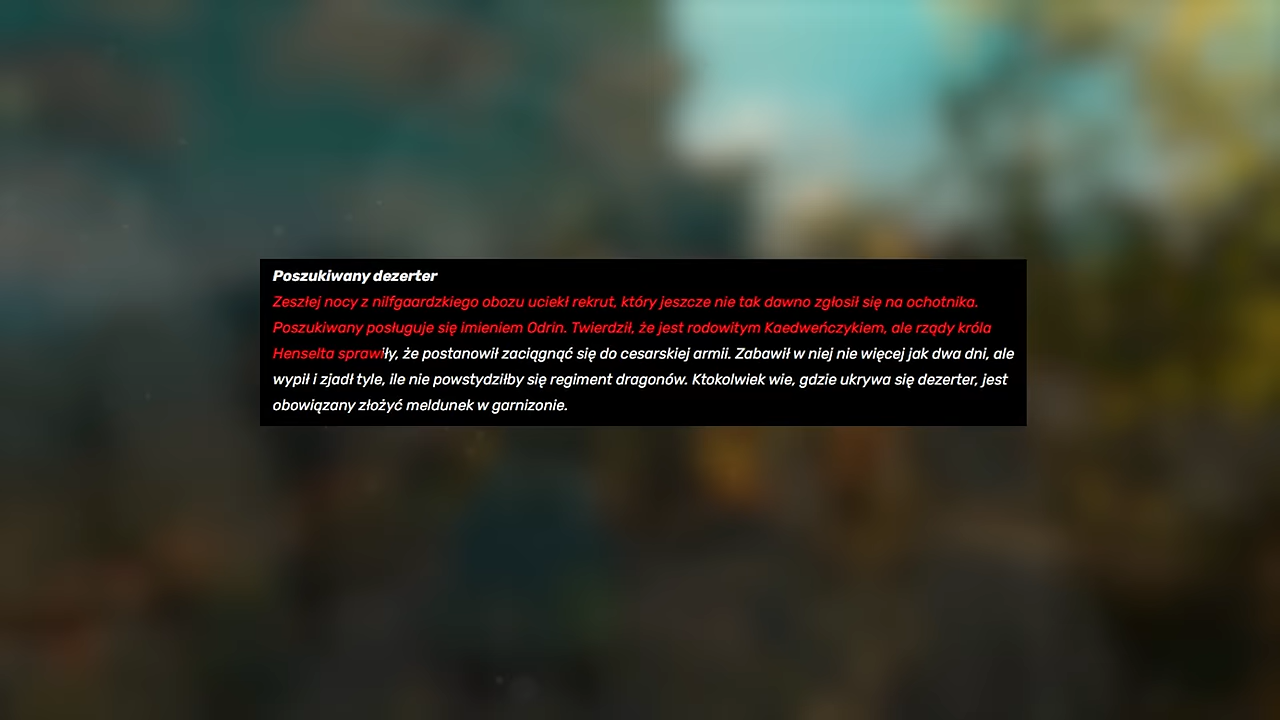 Poszukiwany dezerter
Zeszłej nocy z nilfgaardzkiego obozu uciekł rekrut, który jeszcze nie tak dawno zgłosił się na ochotnika.
Poszukiwany posługuje się imieniem Odrin. Twierdził, że jest rodowitym Kaedweńczykiem, ale rządy króla
Henselta sprawiły, że postanowił zaciągnąć się do cesarskiej armii. Zabawił w niej nie więcej jak dwa dni, ale
wypił i zjadł tyle, ile nie powstydziłby się regiment dragonów. Ktokolwiek wie, gdzie ukrywa się dezerter, jest
obowiązany złożyć meldunek w garnizonie.